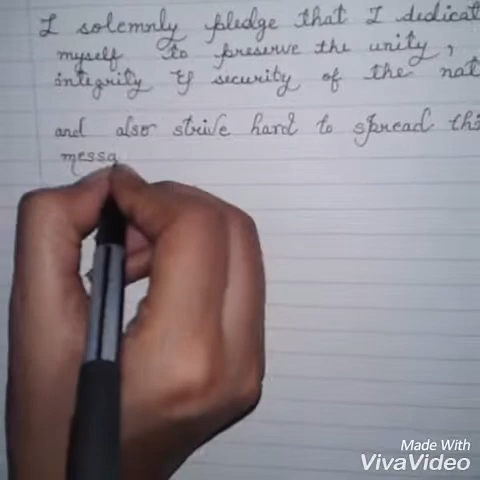 I solemnly pledge that I dedicat
myself to preserve the unity,
integrity & security of the nat
and also strive hard to spread this
messa
Made With
VivaVideo